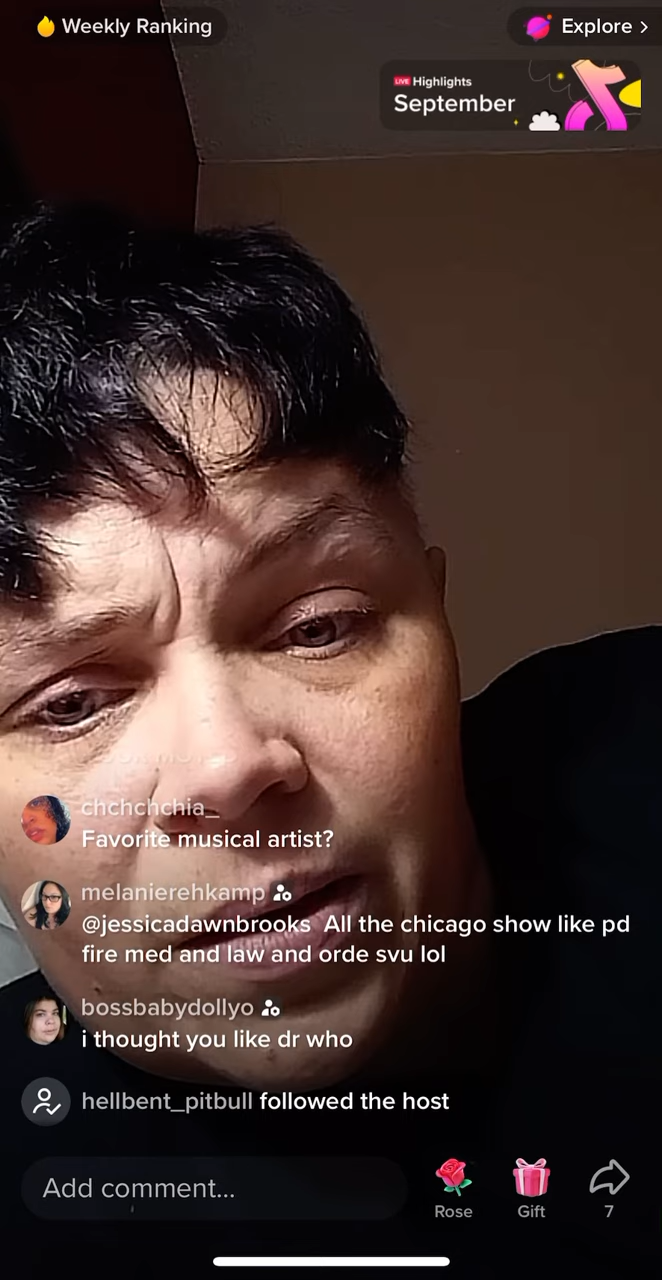 Weekly Ranking
Explore >
LIVE Highlights
September
chchchchia_
Favorite musical artist?
melanierehkamp
@jessicadawnbrooks All the chicago show like pd
fire med and law and orde svu lol
bossbabydollyo
i thought you like dr who
hellbent_pitbull followed the host
Add comment...
Rose
Gift
7